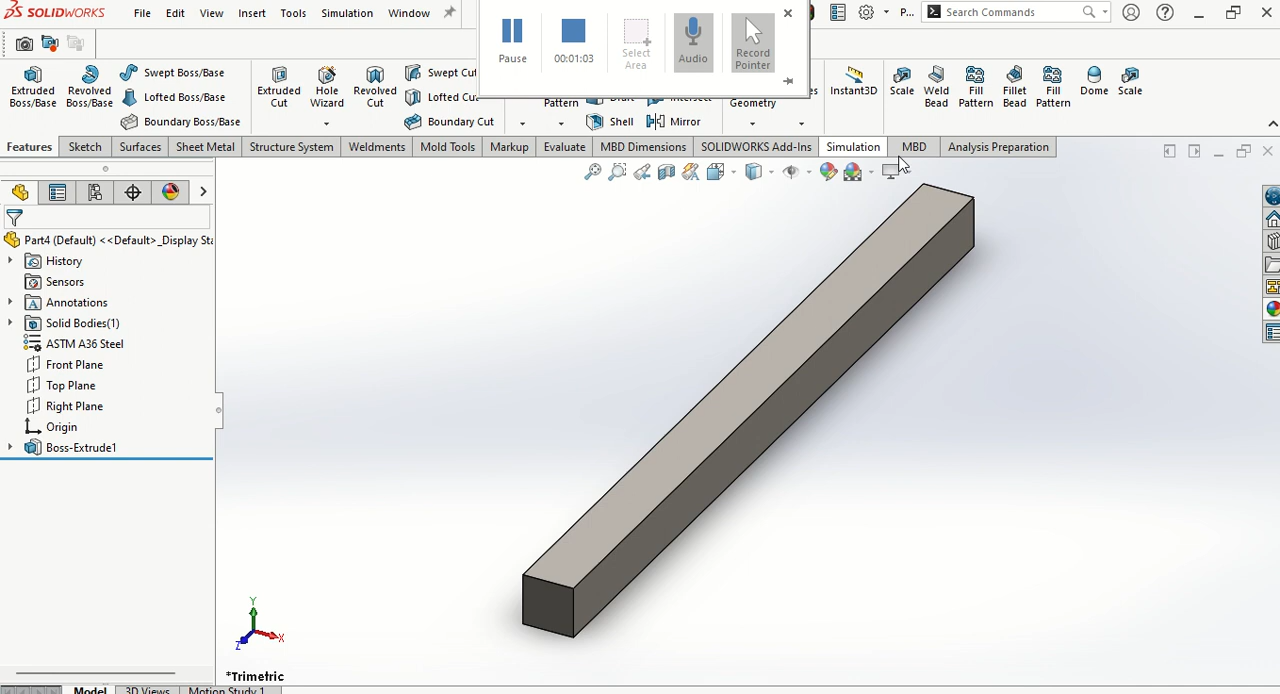 SOLIDWORKS File Edit View Insert Tools Simulation Window
P... Search Commands
Pause 00:01:03 Select Area Audio Record Pointer
Extruded Boss/Base
Revolved Boss/Base
Swept Boss/Base
Lofted Boss/Base
Boundary Boss/Base
Extruded Cut
Hole Wizard
Revolved Cut
Swept Cut
Lofted Cut
Boundary Cut
Pattern
Draft
Shell
Intersect
Mirror
Geometry
Instant3D
Scale
Weld Bead
Fill Pattern
Fillet Bead
Fill Pattern
Dome
Scale
Features Sketch Surfaces Sheet Metal Structure System Weldments Mold Tools Markup Evaluate MBD Dimensions SOLIDWORKS Add-Ins Simulation MBD Analysis Preparation
Part4 (Default) <<Default>_Display Sta
History
Sensors
A Annotations
Solid Bodies(1)
ASTM A36 Steel
Front Plane
Top Plane
Right Plane
Origin
Boss-Extrude1
Y
X
Z
*Trimetric
Model 3D Views Motion Study 1